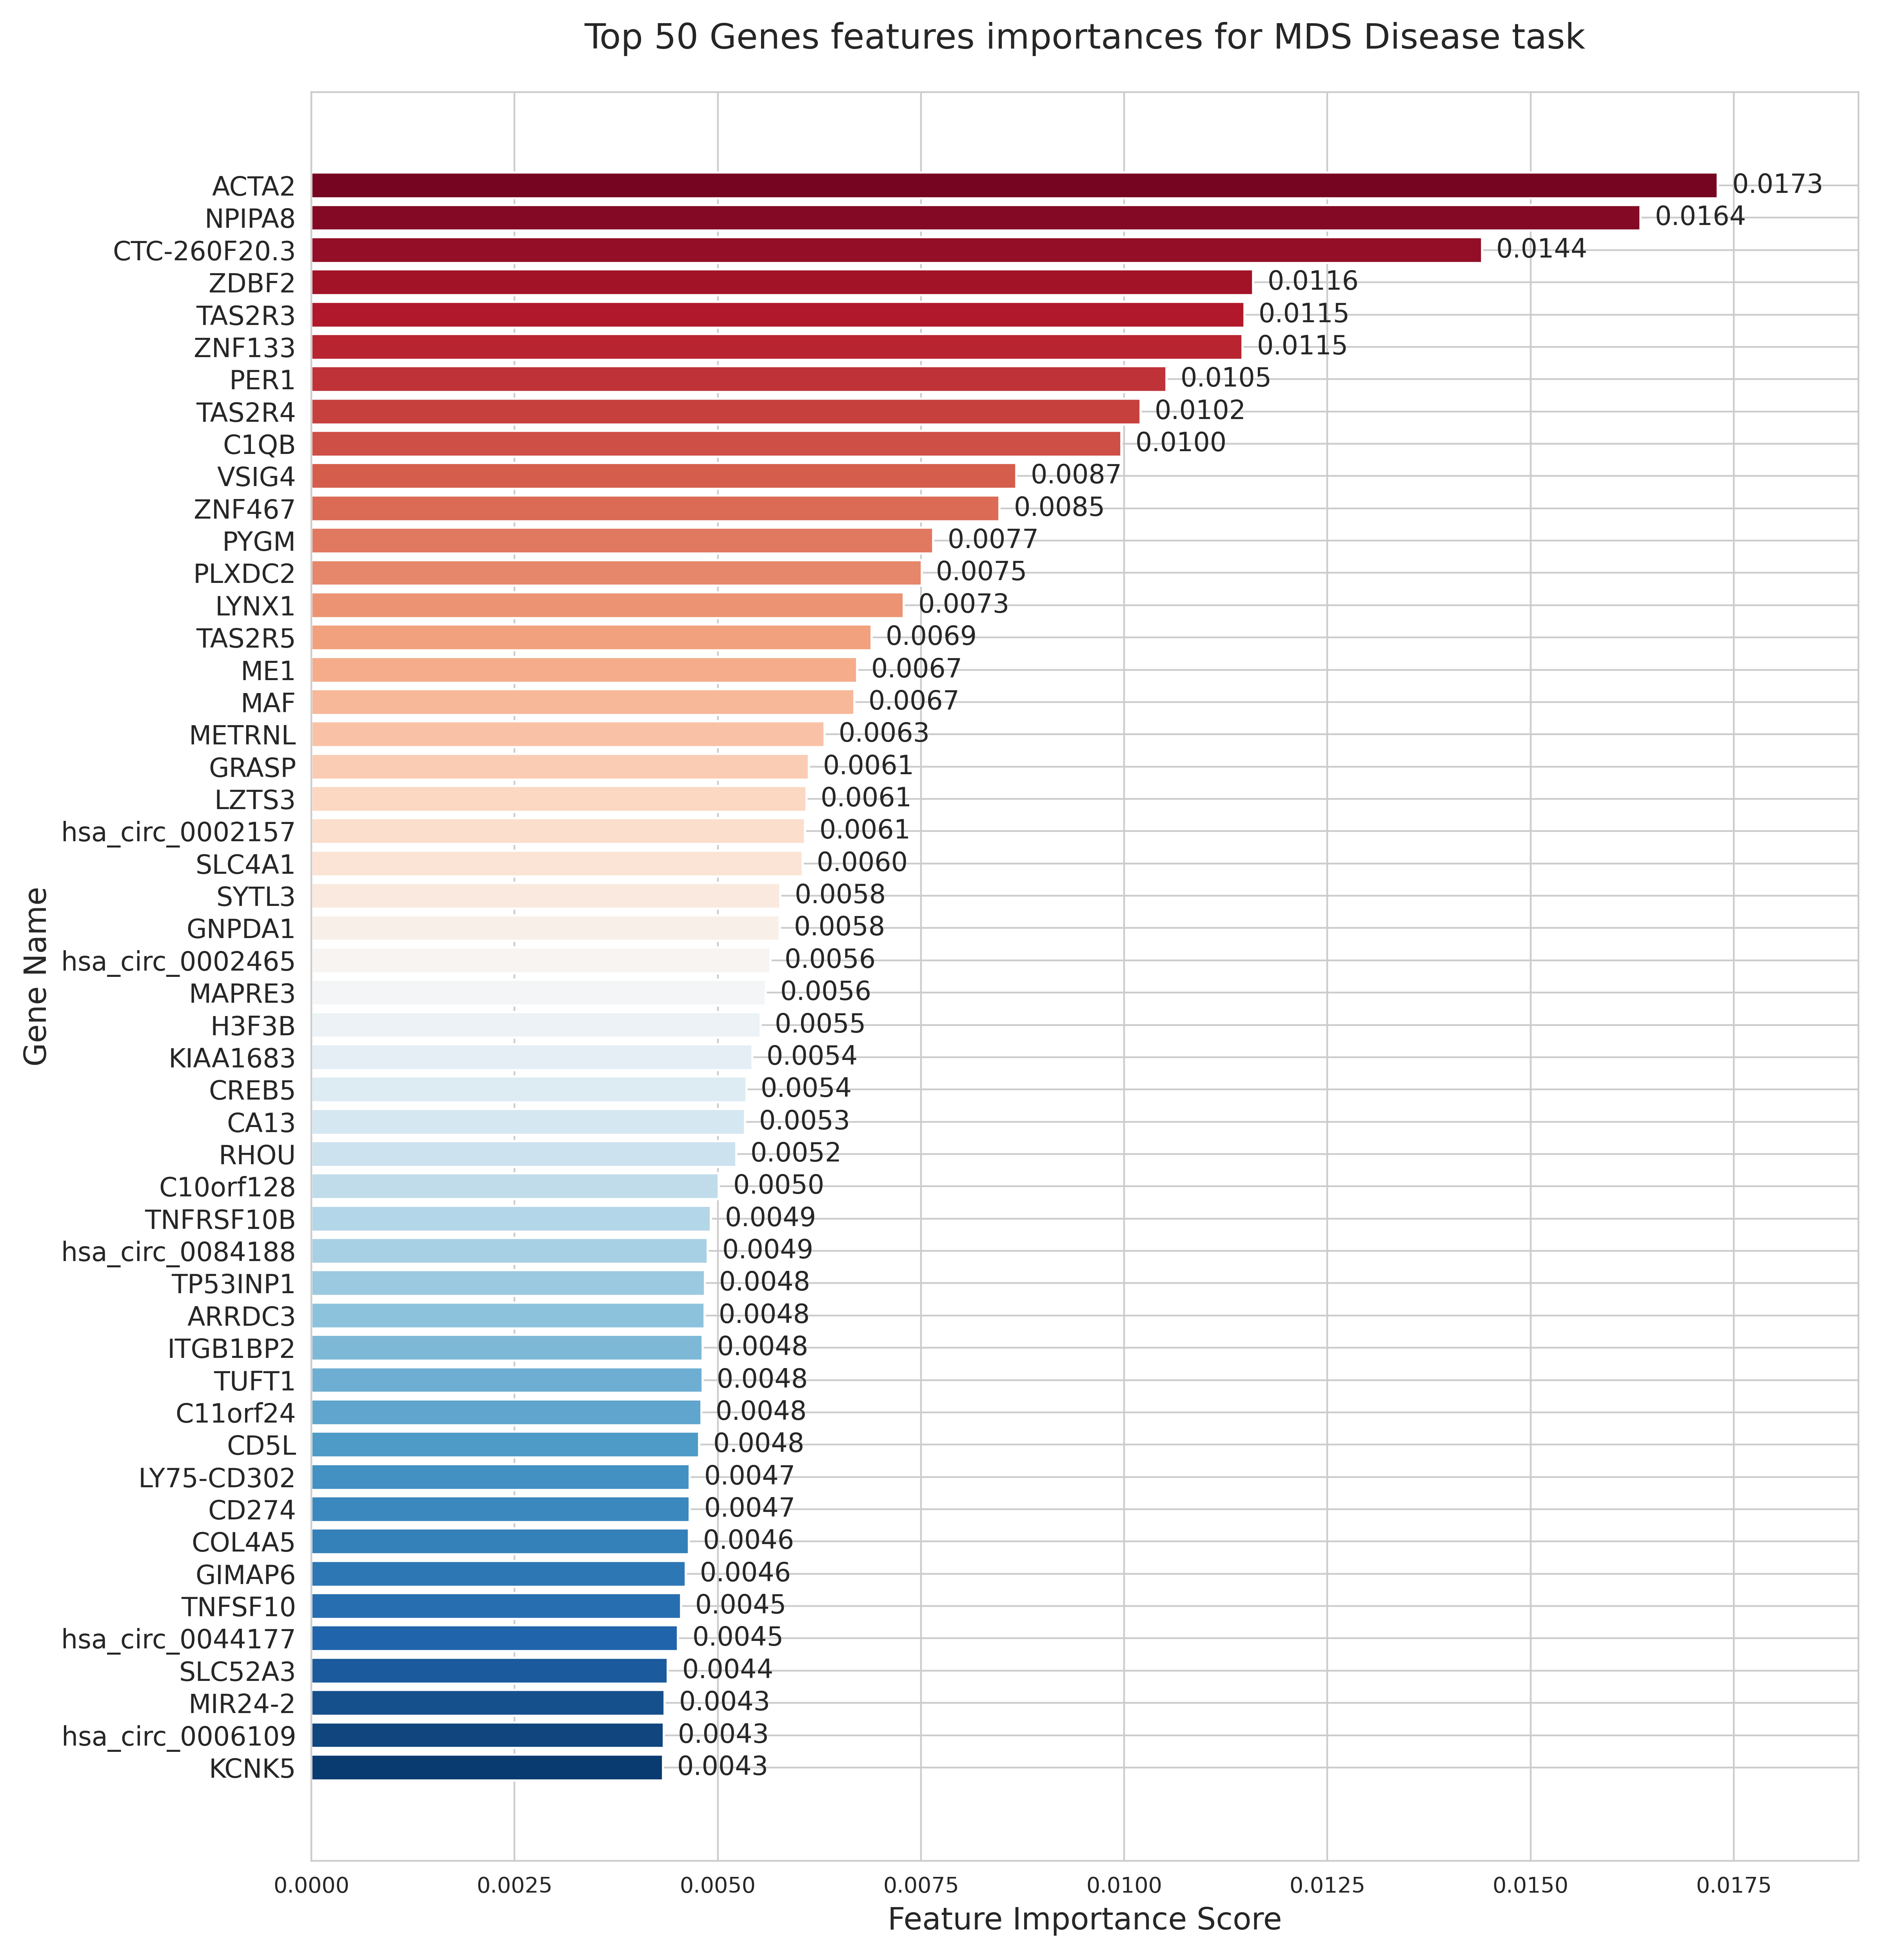 Top 50 Genes features importances for MDS Disease task
ACTA2 0.0173
NPIPA8 0.0164
CTC-260F20.3 0.0144
ZDBF2 0.0116
TAS2R3 0.0115
ZNF133 0.0115
PER1 0.0105
TAS2R4 0.0102
C1QB 0.0100
VSIG4 0.0087
ZNF467 0.0085
PYGM 0.0077
PLXDC2 0.0075
LYNX1 0.0073
TAS2R5 0.0069
ME1 0.0067
MAF 0.0067
METRNL 0.0063
GRASP 0.0061
LZTS3 0.0061
hsa_circ_0002157 0.0061
SLC4A1 0.0060
SYTL3 0.0058
GNPDA1 0.0058
hsa_circ_0002465 0.0056
MAPRE3 0.0056
H3F3B 0.0055
KIAA1683 0.0054
CREB5 0.0054
CA13 0.0053
RHOU 0.0052
C10orf128 0.0050
TNFRSF10B 0.0049
hsa_circ_0084188 0.0049
TP53INP1 0.0048
ARRDC3 0.0048
ITGB1BP2 0.0048
TUFT1 0.0048
C11orf24 0.0048
CD5L 0.0048
LY75-CD302 0.0047
CD274 0.0047
COL4A5 0.0046
GIMAP6 0.0046
TNFSF10 0.0045
hsa_circ_0044177 0.0045
SLC52A3 0.0044
MIR24-2 0.0043
hsa_circ_0006109 0.0043
KCNK5 0.0043
Gene Name
0.0000 0.0025 0.0050 0.0075 0.0100 0.0125 0.0150 0.0175
Feature Importance Score